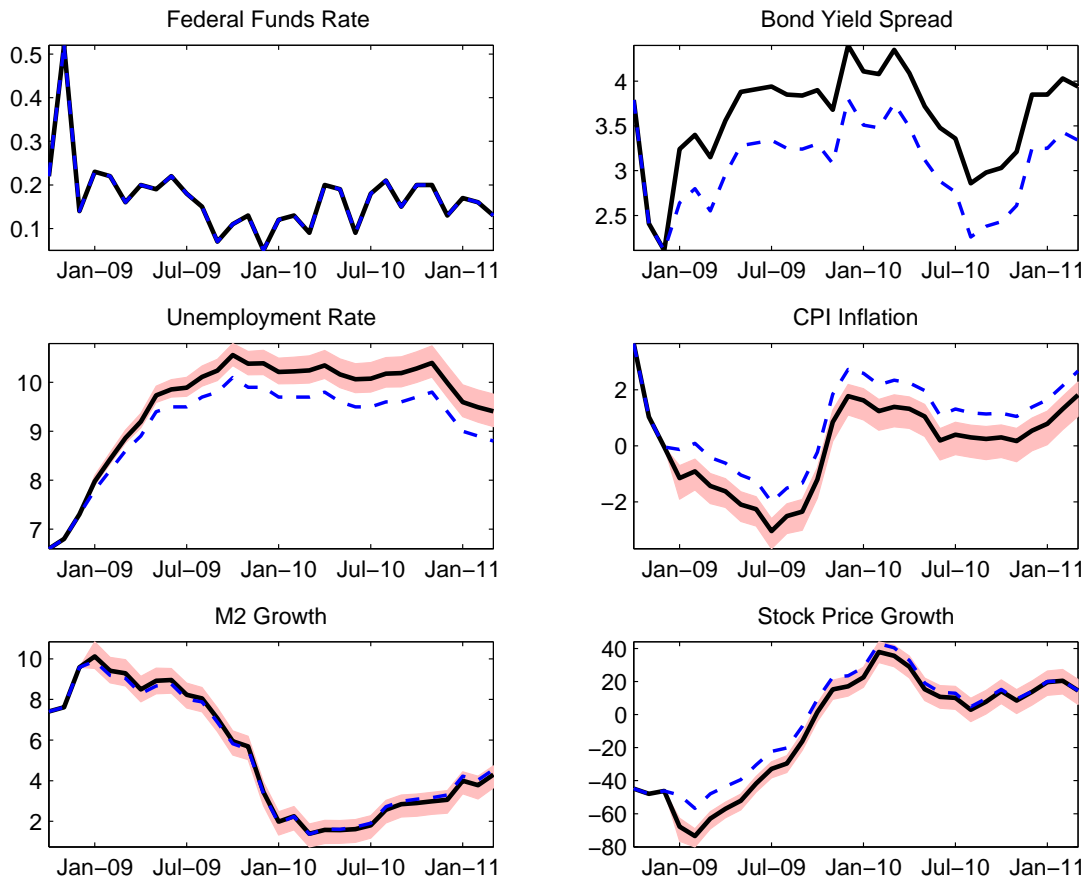 Federal Funds Rate
0.5
0.4
0.3
0.2
0.1
Jan−09 Jul−09 Jan−10 Jul−10 Jan−11
Bond Yield Spread
4
3.5
3
2.5
Jan−09 Jul−09 Jan−10 Jul−10 Jan−11
Unemployment Rate
10
9
8
7
Jan−09 Jul−09 Jan−10 Jul−10 Jan−11
CPI Inflation
2
0
−2
Jan−09 Jul−09 Jan−10 Jul−10 Jan−11
M2 Growth
10
8
6
4
2
Jan−09 Jul−09 Jan−10 Jul−10 Jan−11
Stock Price Growth
40
20
0
−20
−40
−60
−80
Jan−09 Jul−09 Jan−10 Jul−10 Jan−11